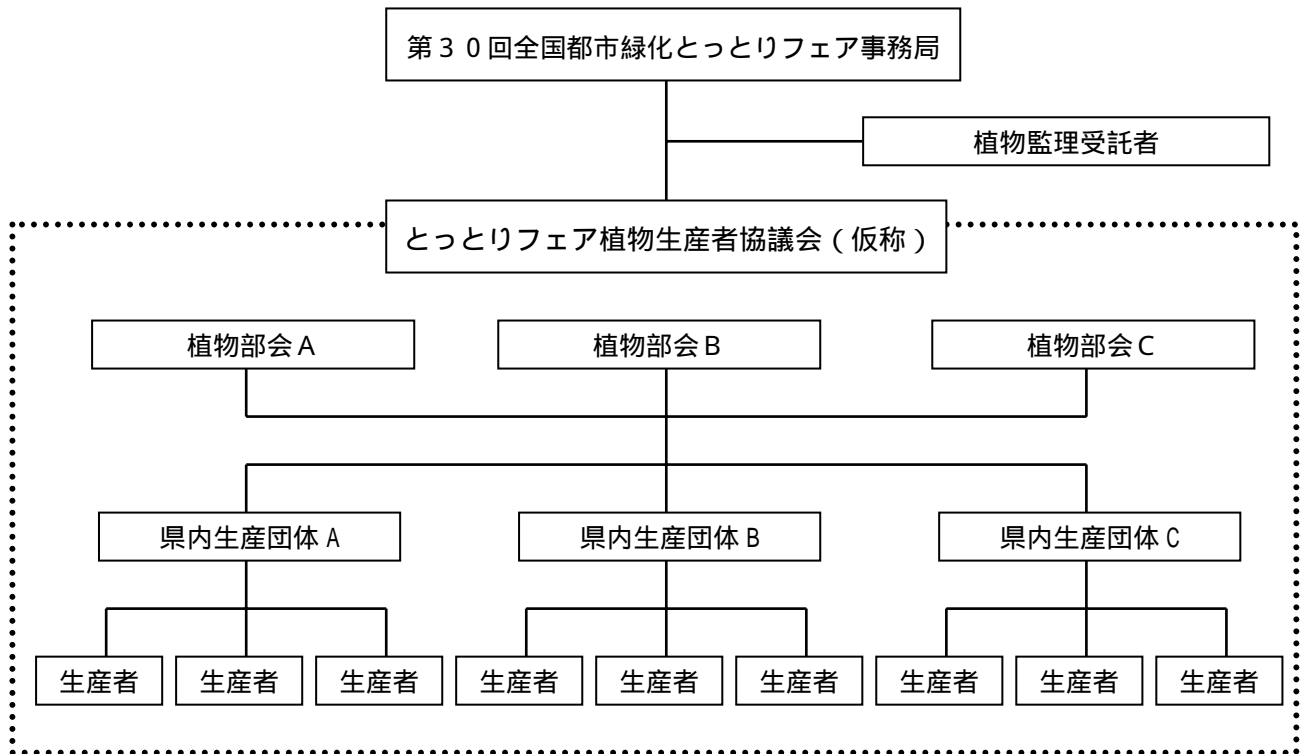 第３０回全国都市緑化とっとりフェア事務局
植物監理受託者
とっとりフェア植物生産者協議会（仮称）
植物部会Ａ
植物部会Ｂ
植物部会Ｃ
県内生産団体 A
県内生産団体 B
県内生産団体 C
生産者
生産者
生産者
生産者
生産者
生産者
生産者
生産者
生産者